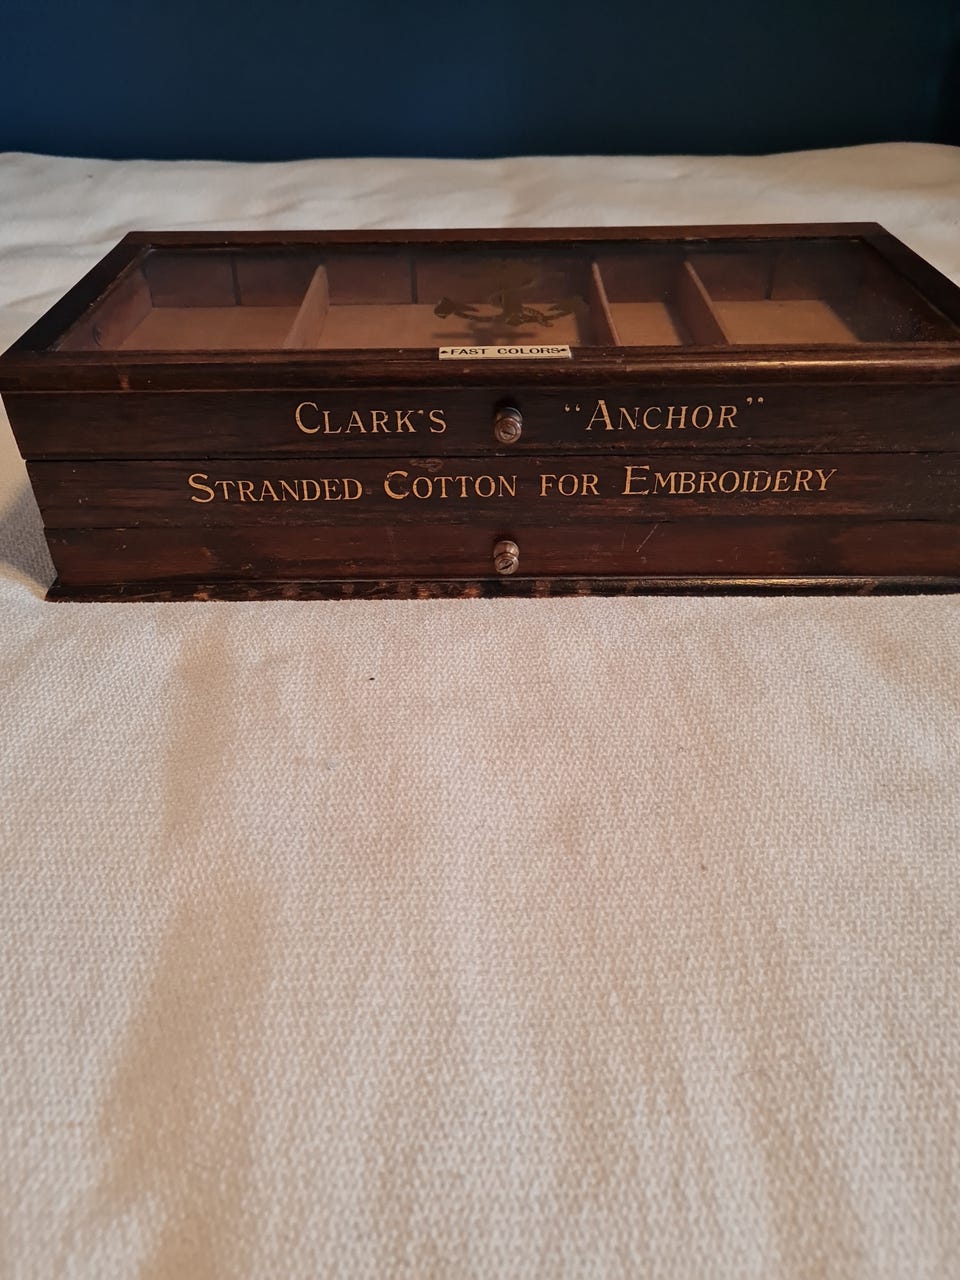 FAST COLORS
CLARK'S "ANCHOR"
STRANDED COTTON FOR EMBROIDERY